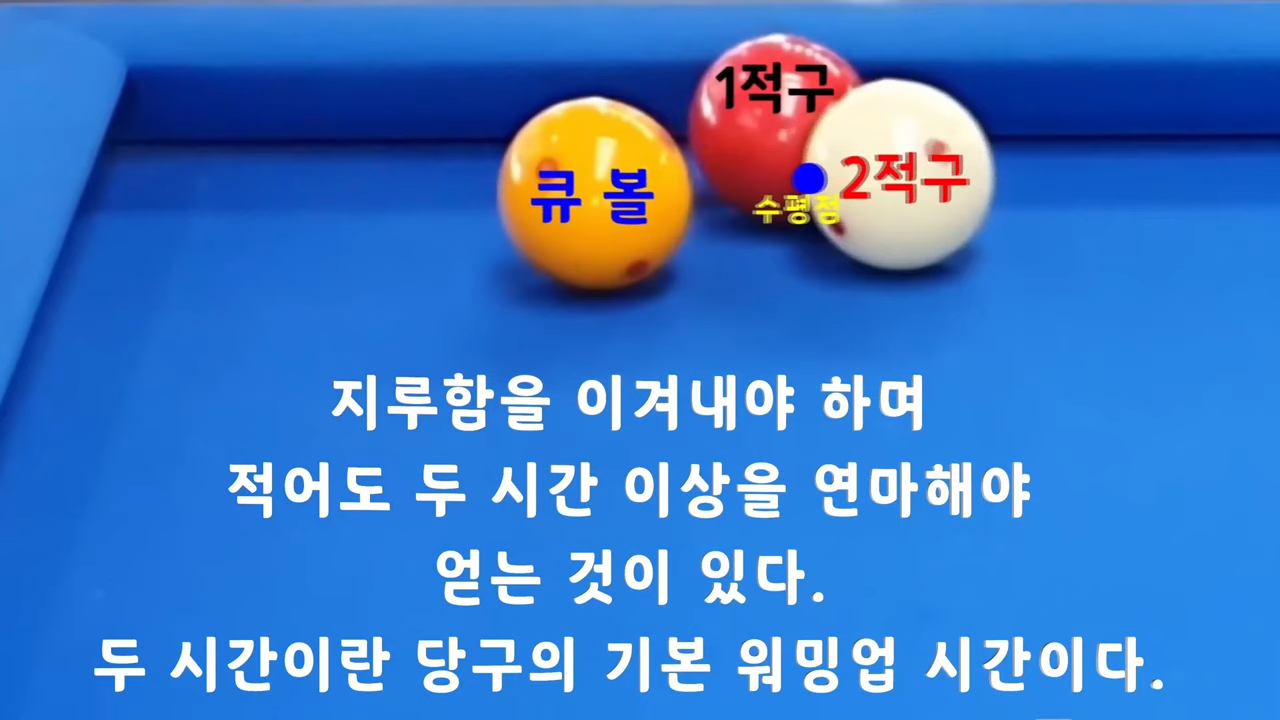 1적구
큐 볼
2적구
수평점
지루함을 이겨내야 하며
적어도 두 시간 이상을 연마해야
얻는 것이 있다.
두 시간이란 당구의 기본 워밍업 시간이다.